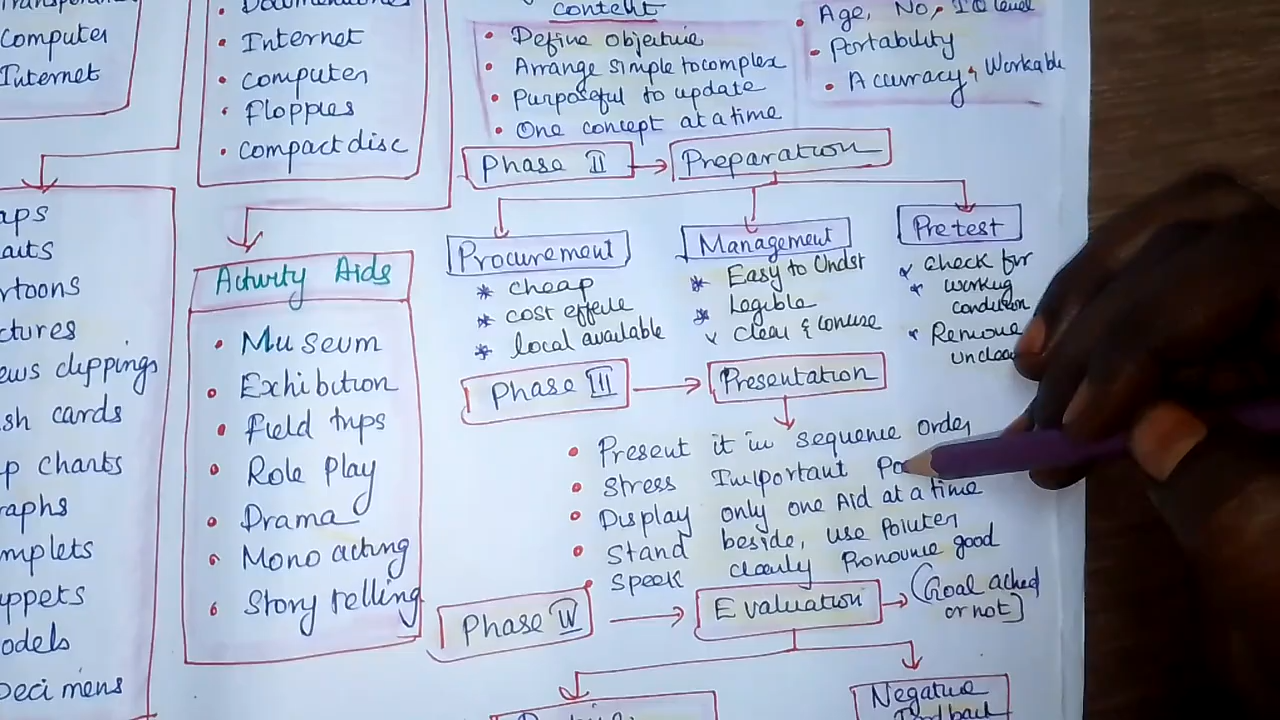 Computer
Internet
aps
rtoons
ctures
ews clippings
sh cards
p charts
raphs
mplets
uppets
odels
pecimens
Internet
Computer
Floppies
Compact disc
Activity Aids
Museum
Exhibition
Field trips
Role Play
Drama
Mono acting
Story telling
content
Define objective
Arrange simple to complex
Purposeful to update
One concept at a time
Age, No, IQ level
Portability
Accuracy & Workable
Phase II
Preparation
Procurement
cheap
cost effective
local available
Management
Easy to Undst
Legible
Clear & concise
Pretest
Check for
working
condition
Remove
Phase III
Presentation
Present it in sequence order
Stress Important Po
Display only one Aid at a time
Stand beside, use Pointer
Speak clearly Pronounce good
Phase IV
Evaluation
(Goal ached
or not]
Negative